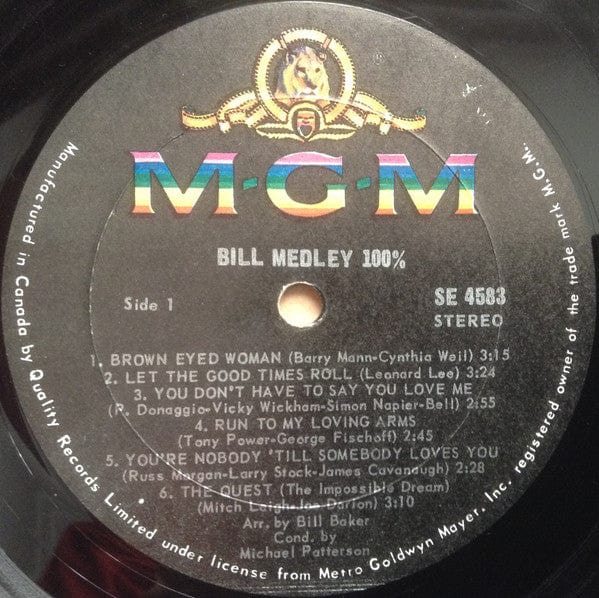 M·G·M
BILL MEDLEY 100%
Side 1
SE 4583
STEREO
1. BROWN EYED WOMAN (Barry Mann-Cynthia Weil) 3:15
2. LET THE GOOD TIMES ROLL (Leonard Lee) 3:24
3. YOU DON'T HAVE TO SAY YOU LOVE ME
(P. Donaggio-Vicky Wickham-Simon Napier-Bell) 2:55
4. RUN TO MY LOVING ARMS
(Tony Power-George Fischoff) 2:45
5. YOU'RE NOBODY 'TILL SOMEBODY LOVES YOU
(Russ Morgan-Larry Stock-James Cavanaugh) 2:28
6. THE QUEST (The Impossible Dream)
(Mitch Leigh-Joe Darion) 3:10
Arr. by Bill Baker
Cond. by
Michael Patterson
Manufactured in Canada by Quality Records Limited under license from Metro Goldwyn Mayer, Inc. registered owner of the trade mark M.G.M.